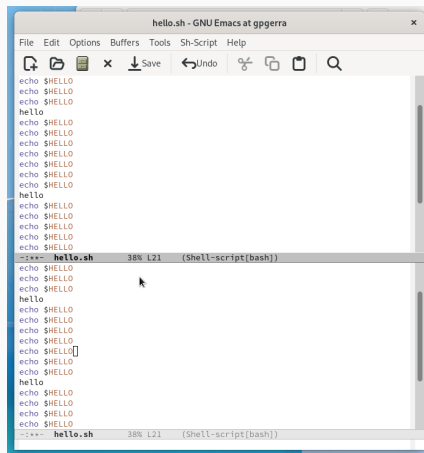 hello.sh - GNU Emacs at gpgerra ×
File Edit Options Buffers Tools Sh-Script Help
Save Undo
echo $HELLO
echo $HELLO
echo $HELLO
hello
echo $HELLO
echo $HELLO
echo $HELLO
echo $HELLO
echo $HELLO
echo $HELLO
echo $HELLO
hello
echo $HELLO
echo $HELLO
echo $HELLO
echo $HELLO
echo $HELLO
-:**- hello.sh 38% L21 (Shell-script[bash])
echo $HELLO
echo $HELLO
echo $HELLO
hello
echo $HELLO
echo $HELLO
echo $HELLO
echo $HELLO
echo $HELLO
echo $HELLO
echo $HELLO
hello
echo $HELLO
echo $HELLO
echo $HELLO
echo $HELLO
-:**- hello.sh 38% L21 (Shell-script[bash])